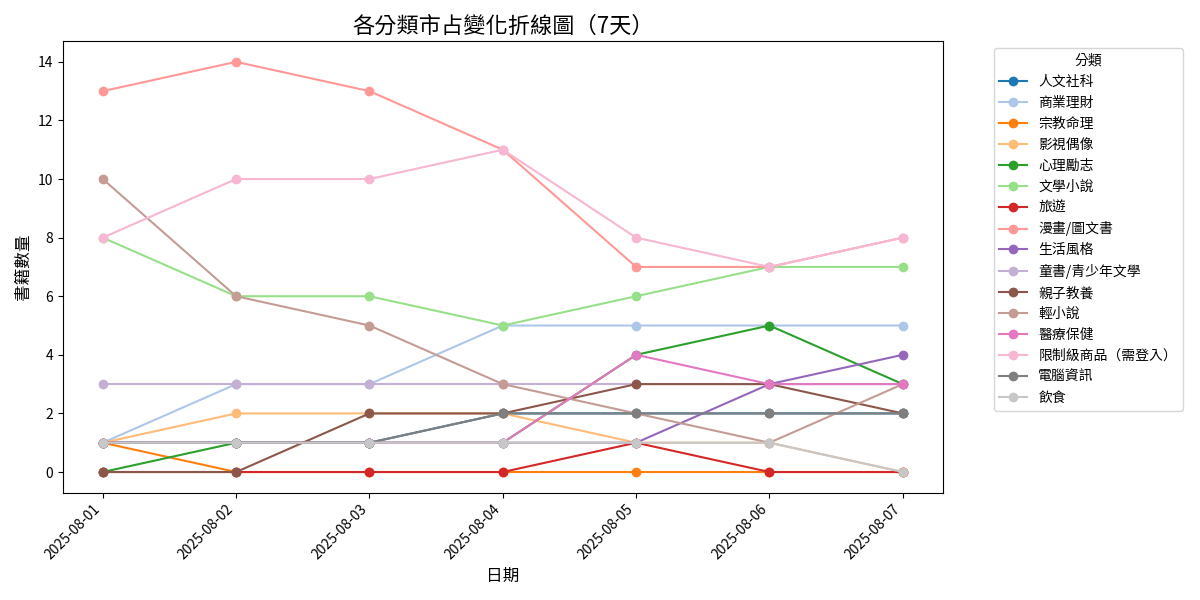 各分類市占變化折線圖（7天）
書籍數量
14
12
10
8
6
4
2
0
2025-08-01
2025-08-02
2025-08-03
2025-08-04
2025-08-05
2025-08-06
2025-08-07
日期
分類
人文社科
商業理財
宗教命理
影視偶像
心理勵志
文學小說
旅遊
漫畫/圖文書
生活風格
童書/青少年文學
親子教養
輕小說
醫療保健
限制級商品（需登入）
電腦資訊
飲食